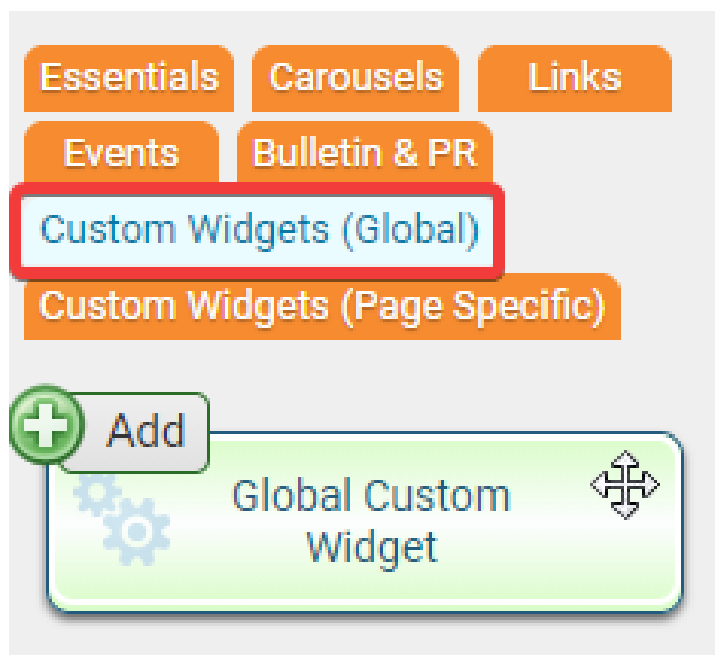 Essentials Carousels Links
Events Bulletin & PR
Custom Widgets (Global)
Custom Widgets (Page Specific)
Add
Global Custom
Widget